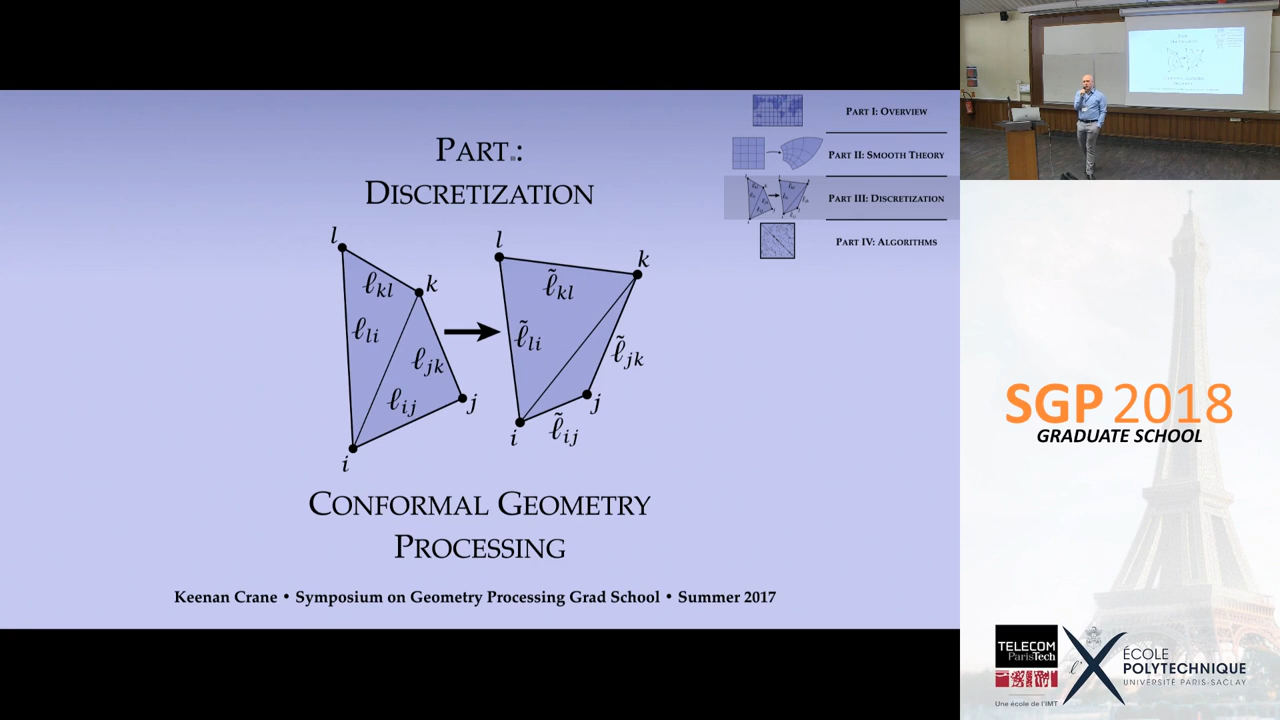 PART :
DISCRETIZATION
l
k
j
i
ℓkl
ℓli
ℓjk
ℓij
l
k
j
i
ℓ̃kl
ℓ̃li
ℓ̃jk
ℓ̃ij
CONFORMAL GEOMETRY
PROCESSING
Keenan Crane • Symposium on Geometry Processing Grad School • Summer 2017
PART I: OVERVIEW
PART II: SMOOTH THEORY
PART III: DISCRETIZATION
PART IV: ALGORITHMS
SGP 2018
GRADUATE SCHOOL
TELECOM
ParisTech
Une école de l'IMT
l'X
ÉCOLE
POLYTECHNIQUE
UNIVERSITÉ PARIS-SACLAY